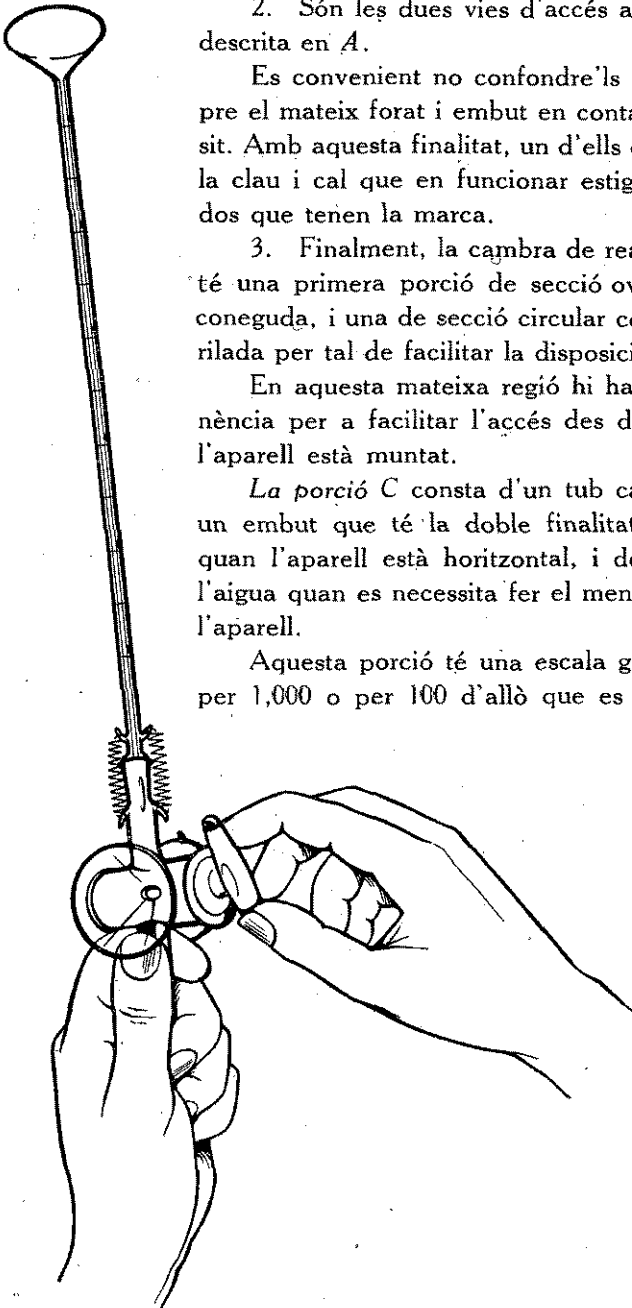 2. Són les dues vies d'accés a
descrita en A.
Es convenient no confondre'ls
pre el mateix forat i embut en conta
sit. Amb aquesta finalitat, un d'ells
la clau i cal que en funcionar estig
dos que tenen la marca.
3. Finalment, la cambra de rea
té una primera porció de secció ov
coneguda, i una de secció circular co
rilada per tal de facilitar la disposici
En aquesta mateixa regió hi ha
nència per a facilitar l'accés des d
l'aparell està muntat.
La porció C consta d'un tub ca
un embut que té la doble finalitat
quan l'aparell està horitzontal, i de
l'aigua quan es necessita fer el men
l'aparell.
Aquesta porció té una escala g
per 1,000 o per 100 d'allò que es